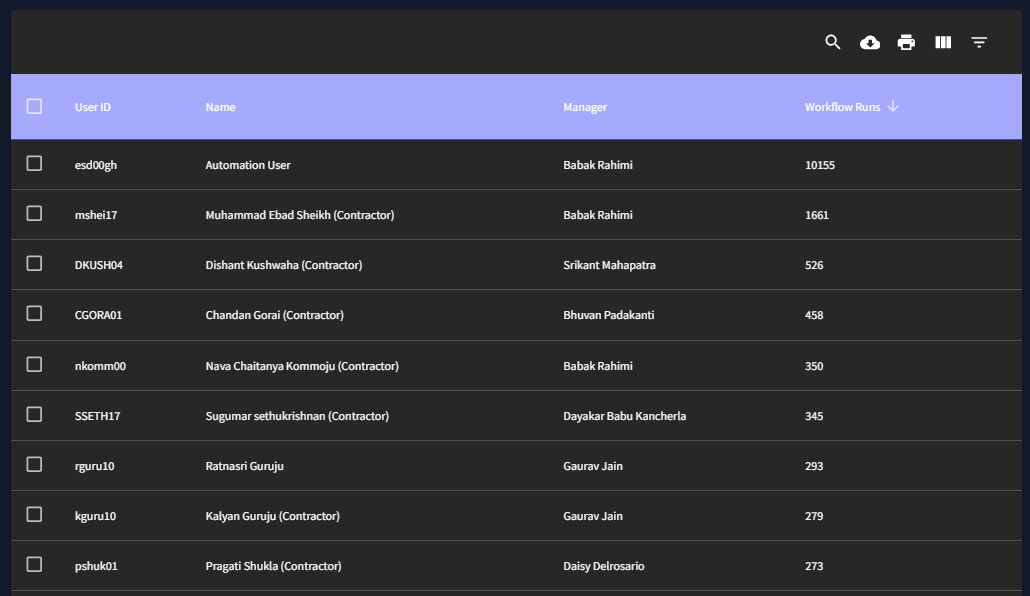 User ID Name Manager Workflow Runs
esd00gh Automation User Babak Rahimi 10155
mshei17 Muhammad Ebad Sheikh (Contractor) Babak Rahimi 1661
DKUSH04 Dishant Kushwaha (Contractor) Srikant Mahapatra 526
CGORA01 Chandan Gorai (Contractor) Bhuvan Padakanti 458
nkomm00 Nava Chaitanya Kommoju (Contractor) Babak Rahimi 350
SSETH17 Sugumar sethukrishnan (Contractor) Dayakar Babu Kancherla 345
rguru10 Ratnasri Guruju Gaurav Jain 293
kguru10 Kalyan Guruju (Contractor) Gaurav Jain 279
pshuk01 Pragati Shukla (Contractor) Daisy Delrosario 273